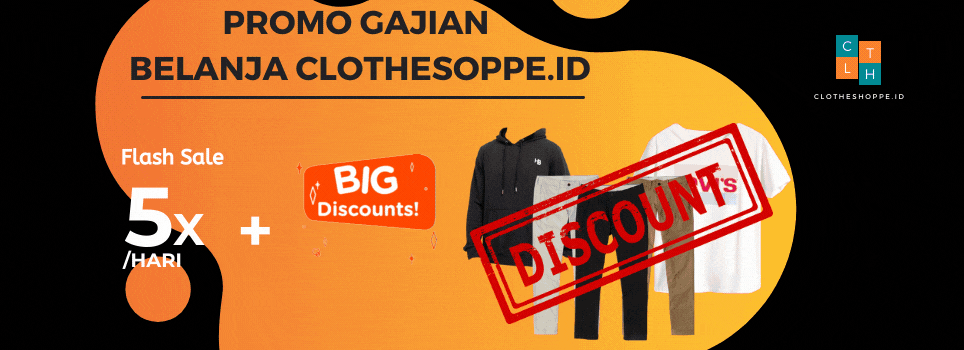 PROMO GAJIAN
BELANJA CLOTHESOPPE.ID
C T
L H
CLOTHESHOPPE.ID
Flash Sale
5X
/HARI
+
BIG
Discounts!
DISCOUNT